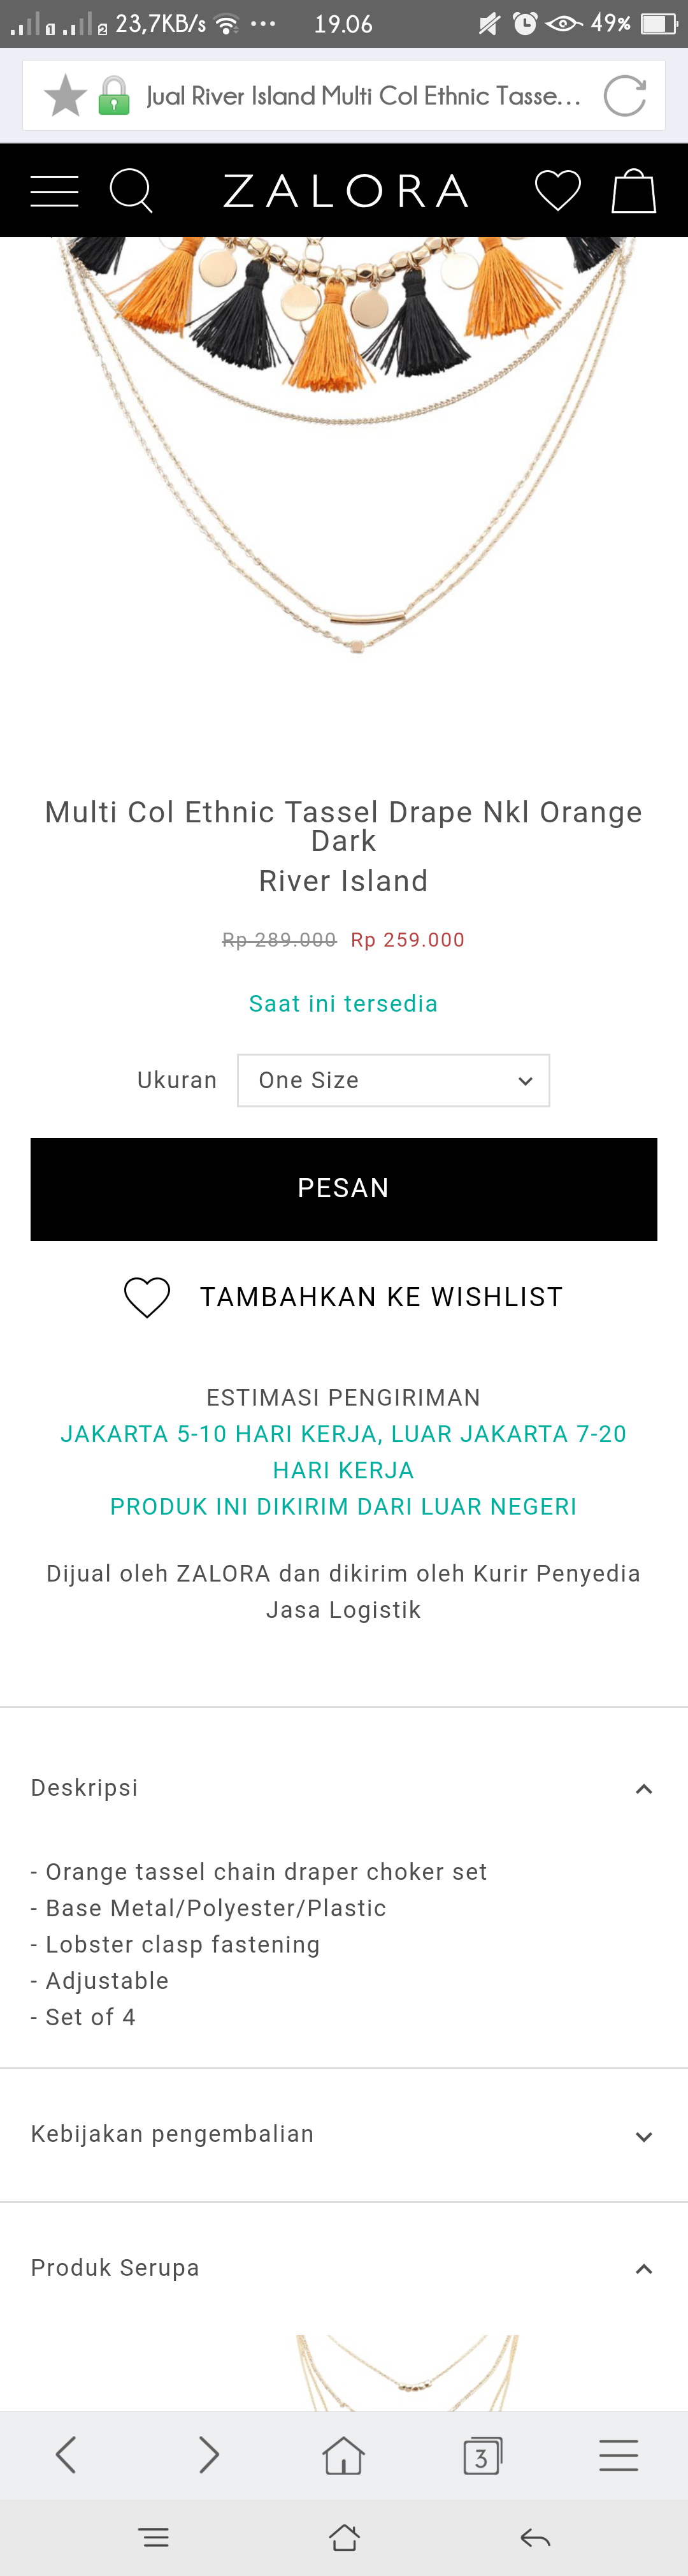 1 2 23,7KB/s 19.06 49%
Jual River Island Multi Col Ethnic Tasse...
ZALORA
Multi Col Ethnic Tassel Drape Nkl Orange
Dark
River Island
Rp 289.000 Rp 259.000
Saat ini tersedia
Ukuran One Size
PESAN
TAMBAHKAN KE WISHLIST
ESTIMASI PENGIRIMAN
JAKARTA 5-10 HARI KERJA, LUAR JAKARTA 7-20
HARI KERJA
PRODUK INI DIKIRIM DARI LUAR NEGERI
Dijual oleh ZALORA dan dikirim oleh Kurir Penyedia
Jasa Logistik
Deskripsi
- Orange tassel chain draper choker set
- Base Metal/Polyester/Plastic
- Lobster clasp fastening
- Adjustable
- Set of 4
Kebijakan pengembalian
Produk Serupa
3